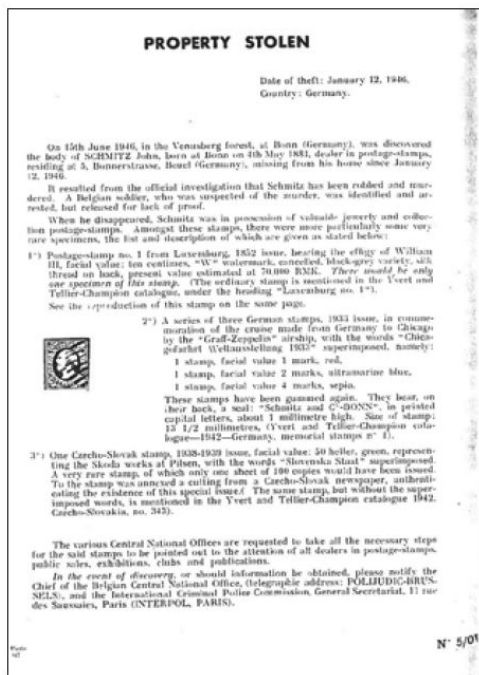 PROPERTY STOLEN
Date of theft: January 12, 1946.
Country: Germany.
On 15th June 1946, in the Venusberg forest, at Bonn (Germany), was discovered
the body of SCHMITZ John, born at Bonn on 4th May 1881, dealer in postage-stamps,
residing at 5, Bonnerstrasse, Beuel (Germany), missing from his home since January
12, 1946.
It resulted from the official investigation that Schmitz has been robbed and mur-
dered. A Belgian soldier, who was suspected of the murder, was identified and ar-
rested, but released for lack of proof.
When he disappeared, Schmitz was in possession of valuable jewerly and collec-
tion postage-stamps. Amongst these stamps, there were more particularly some very
rare specimens, the list and description of which are given as stated below:
1°) Postage-stamp no. 1 from Luxemburg, 1852 issue, bearing the effigy of William
III, facial value: ten centimes, "W" watermark, cancelled, black-grey variety, silk
thread on back, present value estimated at 70.000 RMK. There would be only
one specimen of this stamp. (The ordinary stamp is mentioned in the Yvert and
Tellier-Champion catalogue, under the heading "Luxemburg no. 1").
See the reproduction of this stamp on the same page.
2°) A series of three German stamps, 1933 issue, in comme-
moration of the cruise made from Germany to Chicago
by the "Graff-Zeppelin" airship, with the words "Chica-
gofahrt Weltausstellung 1933" superimposed, namely:
1 stamp, facial value 1 mark, red,
1 stamp, facial value 2 marks, ultramarine blue,
1 stamp, facial value 4 marks, sepia.
These stamps have been gummed again. They bear, on
their back, a seal: "Schmitz and C°-BONN", in printed
capital letters, about 1 millimetre high. Size of stamp:
13 1/2 millimetres, (Yvert and Tellier-Champion cata-
logue—1942—Germany, memorial stamps n° 1).
3°) One Czecho-Slovak stamp, 1938-1939 issue, facial value: 50 heller, green, represen-
ting the Skoda works at Pilsen, with the words "Slovenska Staat" superimposed.
A very rare stamp, of which only one sheet of 100 copies would have been issued.
To the stamp was annexed a cutting from a Czecho-Slovak newspaper, authenti-
cating the existence of this special issue.( The same stamp, but without the super-
imposed words, is mentioned in the Yvert and Tellier-Champion catalogue 1942,
Czecho-Slovakia, no. 343).
The various Central National Offices are requested to take all the necessary steps
for the said stamps to be pointed out to the attention of all dealers in postage-stamps,
public sales, exhibitions, clubs and publications.
In the event of discovery, or should information be obtained, please notify the
Chief of the Belgian Central National Office, (telegraphic address: POLIJUDIC-BRUS-
SELS), and the International Criminal Police Commission, General Secretariat, 11 rue
des Saussaies, Paris (INTERPOL, PARIS).
N° 5/01